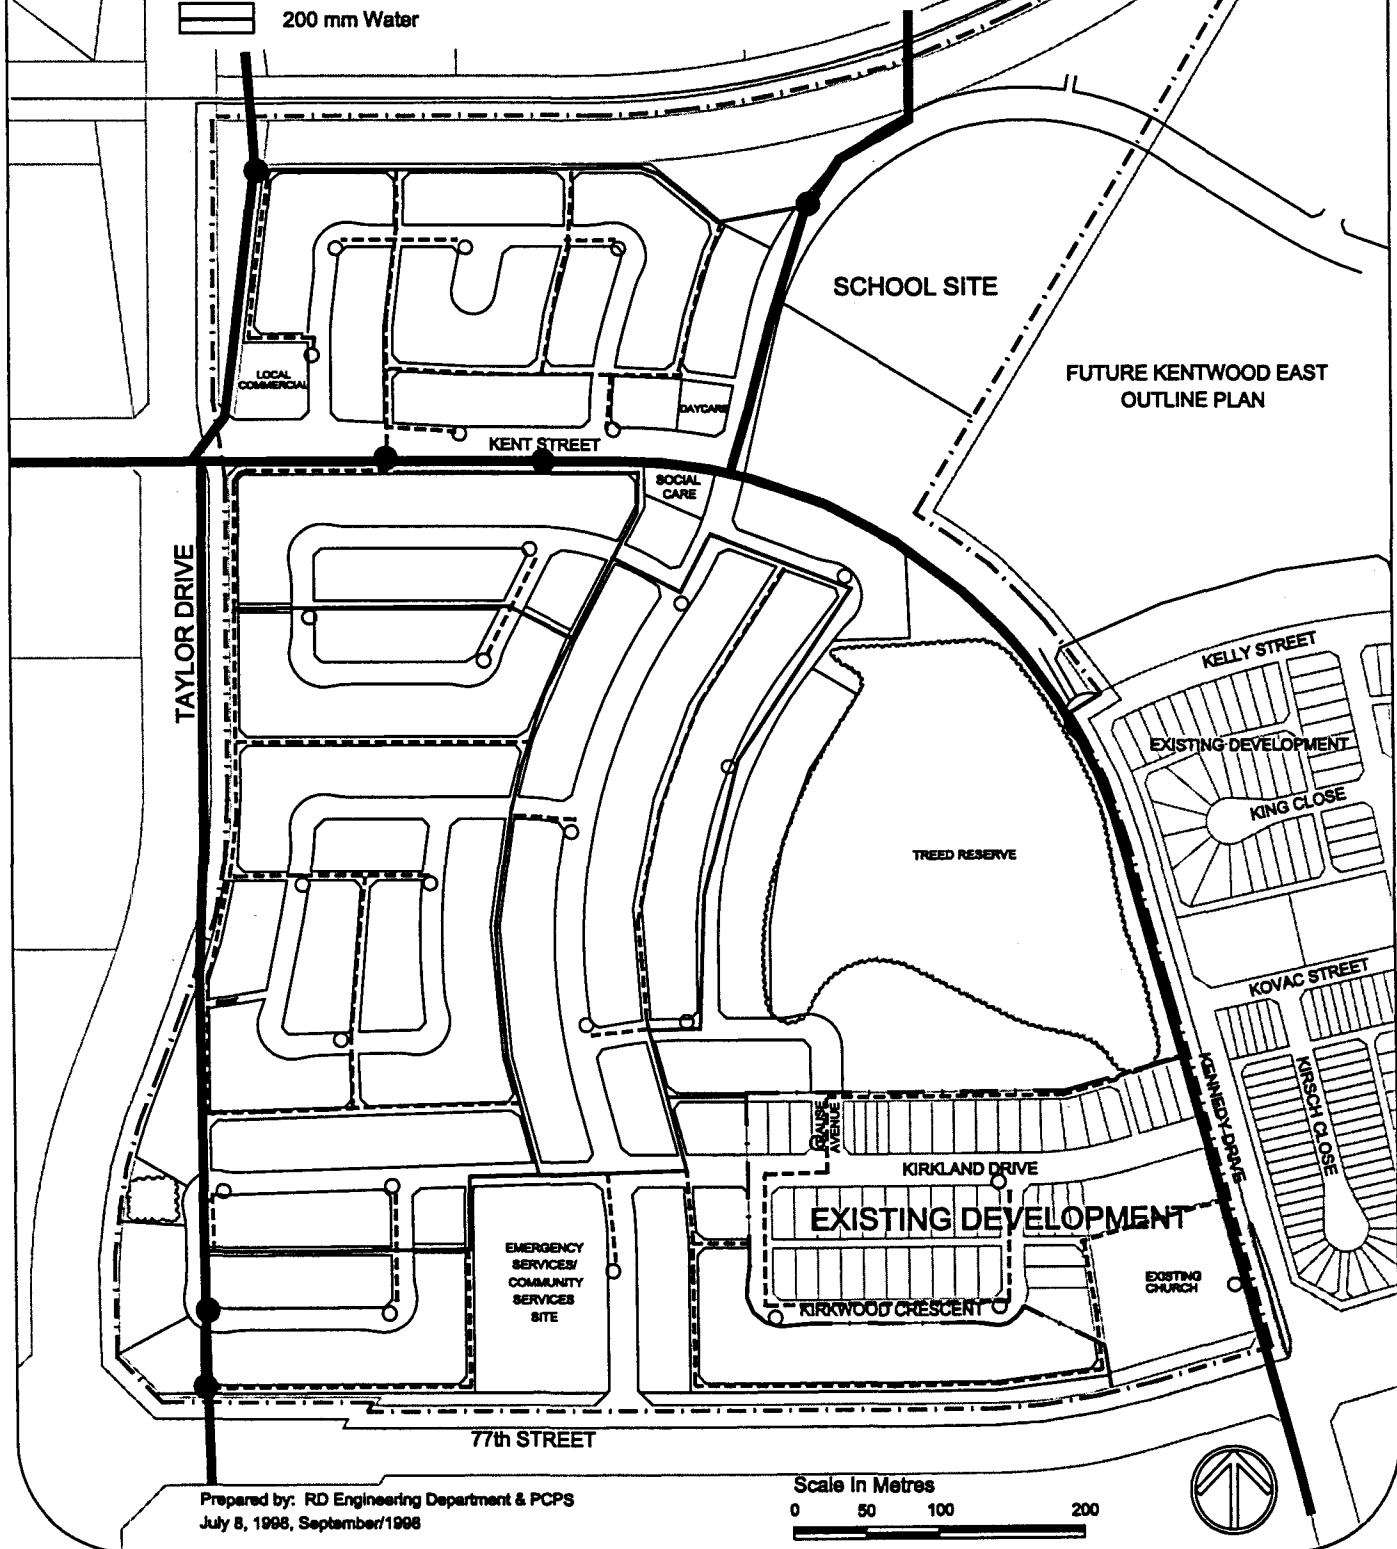 200 mm Water
SCHOOL SITE
FUTURE KENTWOOD EAST
OUTLINE PLAN
LOCAL
COMMERCIAL
DAYCARE
KENT STREET
SOCIAL
CARE
TAYLOR DRIVE
KELLY STREET
EXISTING DEVELOPMENT
KING CLOSE
TREED RESERVE
KOVAC STREET
KENNEDY DRIVE
KIRSCH CLOSE
AVENUE
KIRKLAND DRIVE
EXISTING DEVELOPMENT
EMERGENCY
SERVICES/
COMMUNITY
SERVICES
SITE
EXISTING
CHURCH
KIRKWOOD CRESCENT
77th STREET
Prepared by: RD Engineering Department & PCPS
July 8, 1998, September/1998
Scale In Metres
0 50 100 200